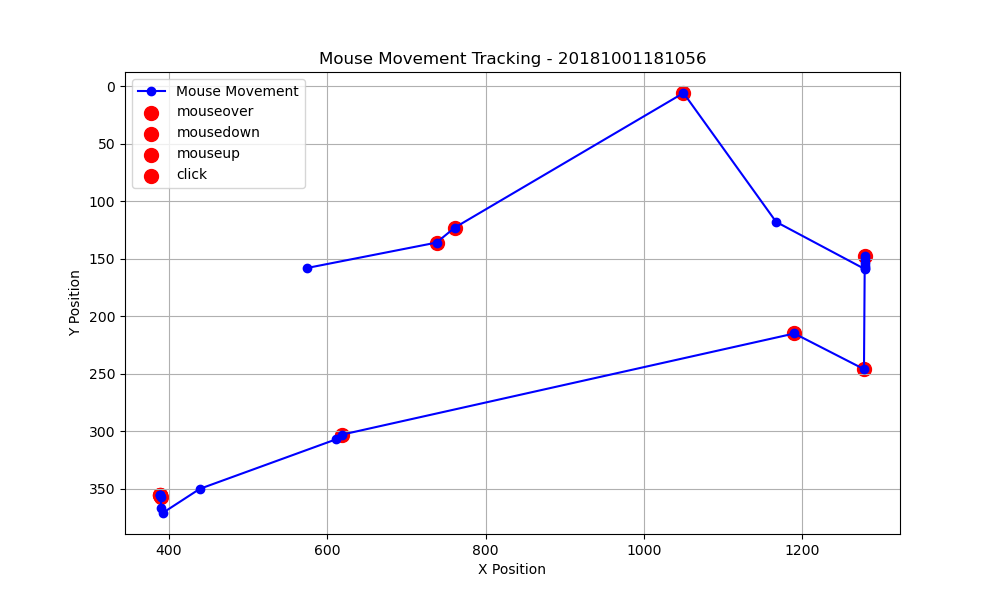 Mouse Movement Tracking - 20181001181056
Mouse Movement
mouseover
mousedown
mouseup
click
0
50
100
150
200
250
300
350
Y Position
400
600
800
1000
1200
X Position